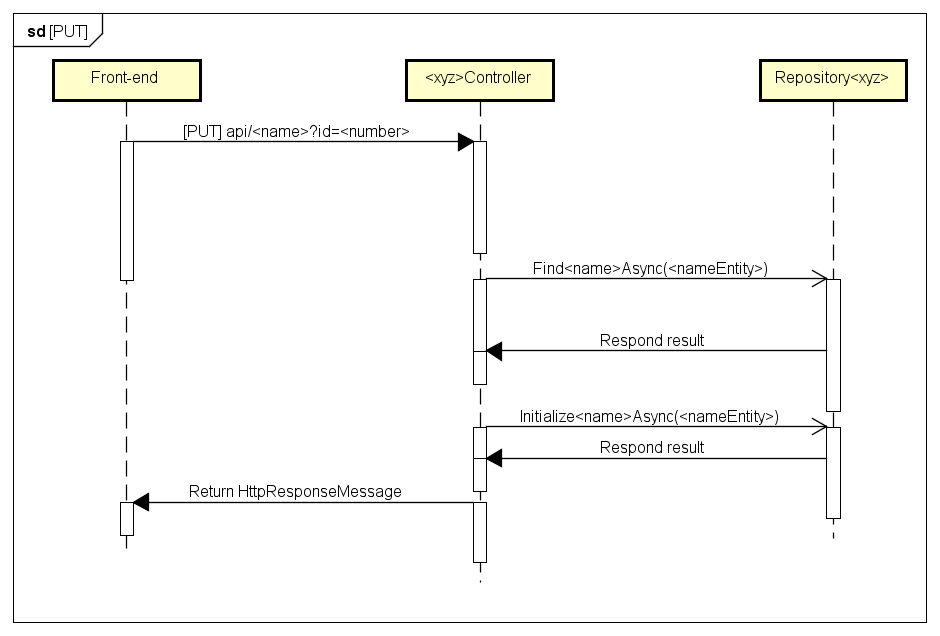 sd [PUT]
Front-end
<xyz>Controller
Repository<xyz>
[PUT] api/<name>?id=<number>
Find<name>Async(<nameEntity>)
Respond result
Initialize<name>Async(<nameEntity>)
Respond result
Return HttpResponseMessage